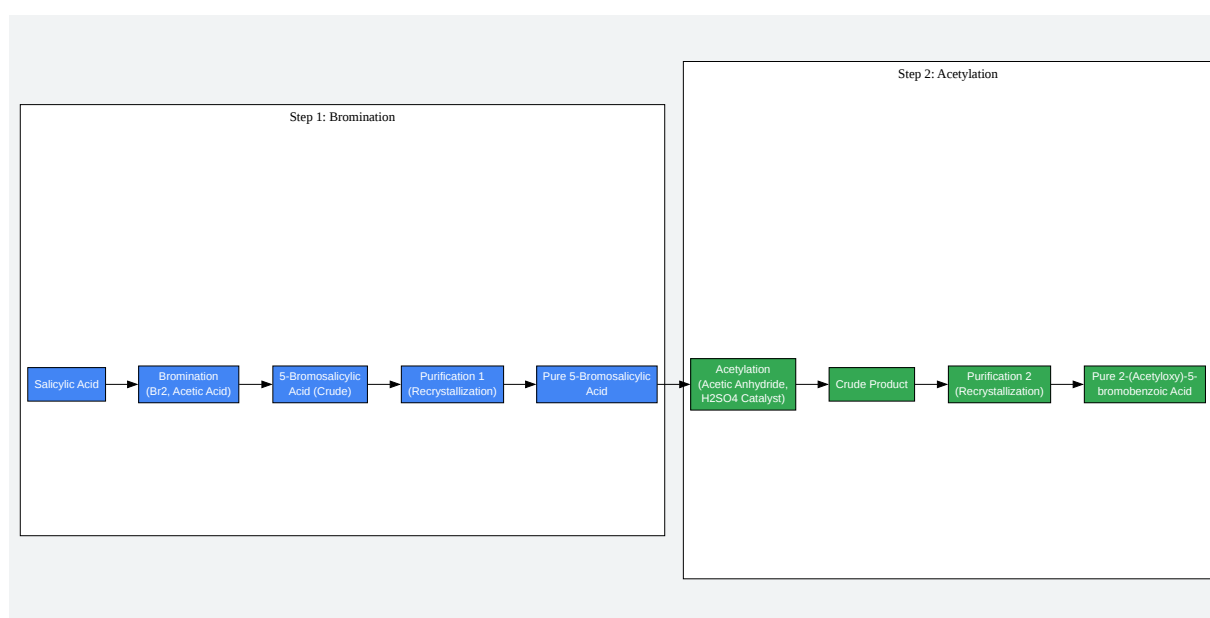 Step 2: Acetylation
Step 1: Bromination
Salicylic Acid
Bromination
(Br2, Acetic Acid)
5-Bromosalicylic
Acid (Crude)
Purification 1
(Recrystallization)
Pure 5-Bromosalicylic
Acid
Acetylation
(Acetic Anhydride,
H2SO4 Catalyst)
Crude Product
Purification 2
(Recrystallization)
Pure 2-(Acetyloxy)-5-
bromobenzoic Acid